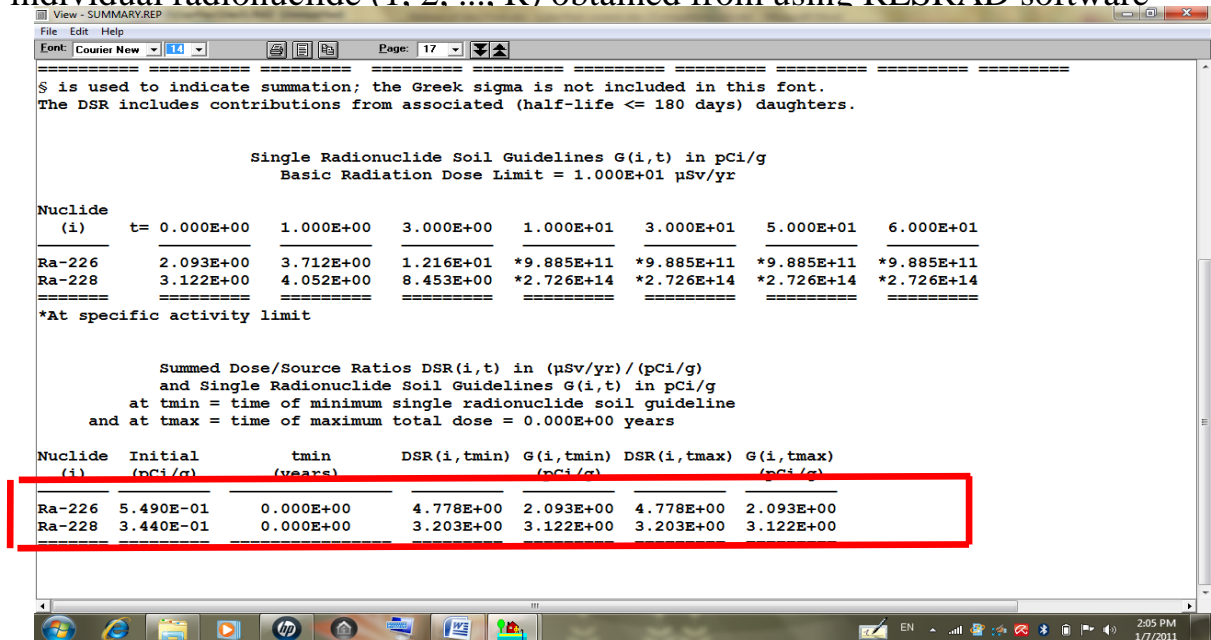 individual radionuclide (1, 2, ..., R) obtained from using RESRAD software
View - SUMMARY.REP
File Edit Help
Font: Courier New 14 Page: 17
========== ========== ========= ========= ========= ========= ========= ========= ========= =========
§ is used to indicate summation; the Greek sigma is not included in this font.
The DSR includes contributions from associated (half-life <= 180 days) daughters.
Single Radionuclide Soil Guidelines G(i,t) in pCi/g
Basic Radiation Dose Limit = 1.000E+01 µSv/yr
Nuclide
(i) t= 0.000E+00 1.000E+00 3.000E+00 1.000E+01 3.000E+01 5.000E+01 6.000E+01
Ra-226 2.093E+00 3.712E+00 1.216E+01 *9.885E+11 *9.885E+11 *9.885E+11 *9.885E+11
Ra-228 3.122E+00 4.052E+00 8.453E+00 *2.726E+14 *2.726E+14 *2.726E+14 *2.726E+14
======= ========= ========= ========= ========= ========= ========= =========
*At specific activity limit
Summed Dose/Source Ratios DSR(i,t) in (µSv/yr)/(pCi/g)
and Single Radionuclide Soil Guidelines G(i,t) in pCi/g
at tmin = time of minimum single radionuclide soil guideline
and at tmax = time of maximum total dose = 0.000E+00 years
Nuclide Initial tmin DSR(i,tmin) G(i,tmin) DSR(i,tmax) G(i,tmax)
(i) (pCi/g) (years) (pCi/g) (pCi/g)
Ra-226 5.490E-01 0.000E+00 4.778E+00 2.093E+00 4.778E+00 2.093E+00
Ra-228 3.440E-01 0.000E+00 3.203E+00 3.122E+00 3.203E+00 3.122E+00
======= ========= ================ ========= ========= ========= =========
hp W EN 2:05 PM
1/7/2011